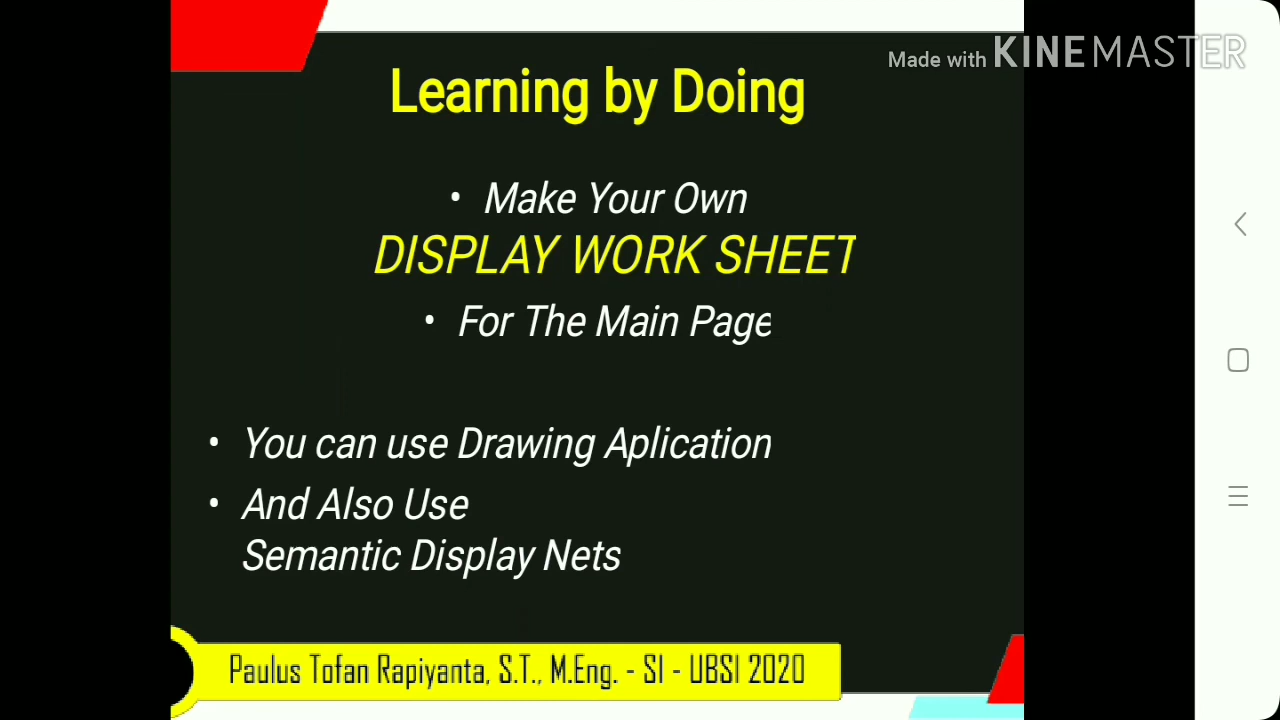 Made with KINEMASTER
Learning by Doing
• Make Your Own
DISPLAY WORK SHEET
• For The Main Page
• You can use Drawing Aplication
• And Also Use
Semantic Display Nets
Paulus Tofan Rapiyanta, S.T., M.Eng. - SI - UBSI 2020